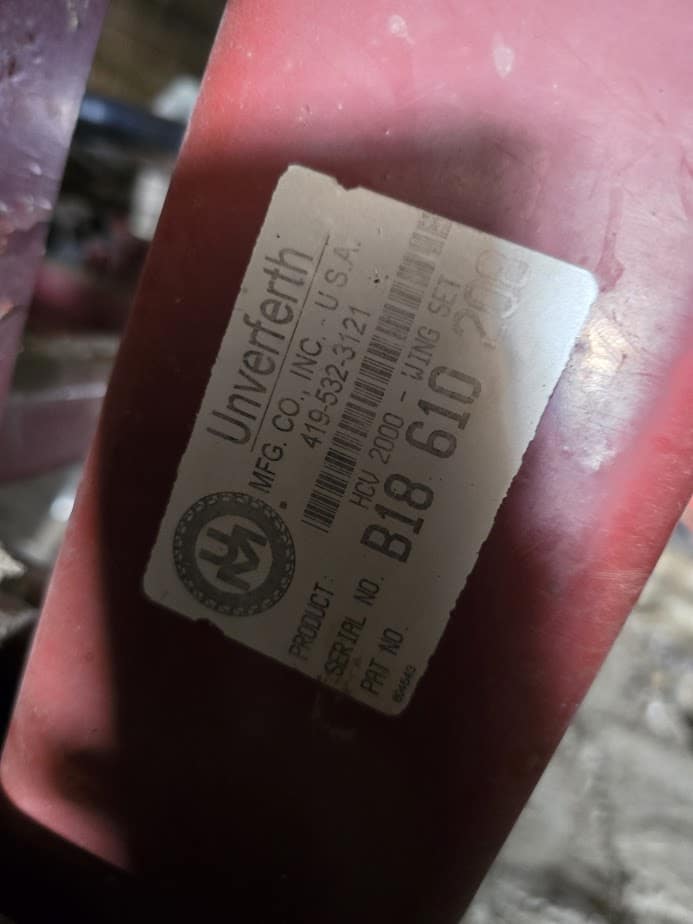 Unverferth
MFG. CO., INC. - U.S.A.
419-532-3121
PRODUCT: HCV 2000 - WING SET
SERIAL NO. B18 610 200
PAT NO.